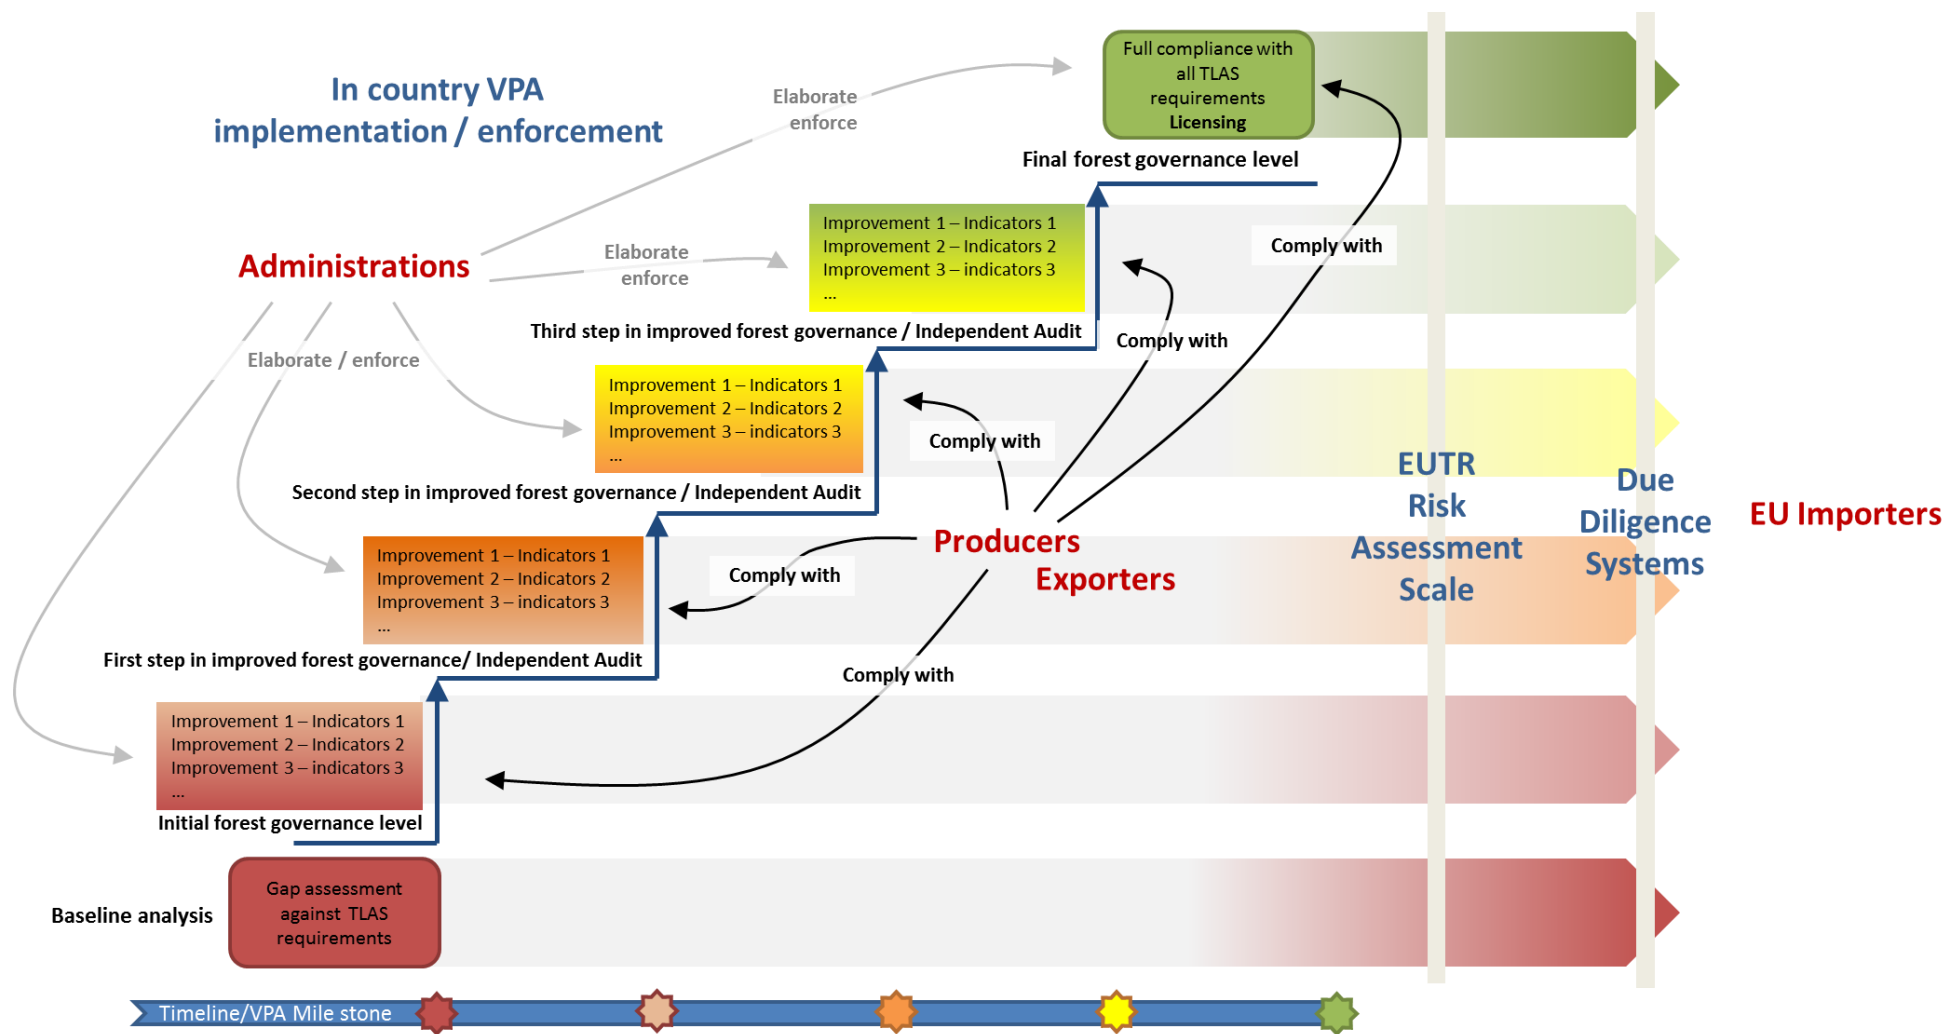 In country VPA
implementation / enforcement
Elaborate
enforce
Full compliance with
all TLAS
requirements
Licensing
Final forest governance level
Administrations
Elaborate
enforce
Improvement 1 – Indicators 1
Improvement 2 – Indicators 2
Improvement 3 – indicators 3
...
Comply with
Third step in improved forest governance / Independent Audit
Comply with
Elaborate / enforce
Improvement 1 – Indicators 1
Improvement 2 – Indicators 2
Improvement 3 – indicators 3
...
Comply with
Second step in improved forest governance / Independent Audit
EUTR
Risk
Assessment
Scale
Due
Diligence
Systems
EU Importers
Producers
Exporters
Improvement 1 – Indicators 1
Improvement 2 – Indicators 2
Improvement 3 – indicators 3
...
Comply with
First step in improved forest governance/ Independent Audit
Comply with
Improvement 1 – Indicators 1
Improvement 2 – Indicators 2
Improvement 3 – indicators 3
...
Initial forest governance level
Baseline analysis
Gap assessment
against TLAS
requirements
Timeline/VPA Mile stone